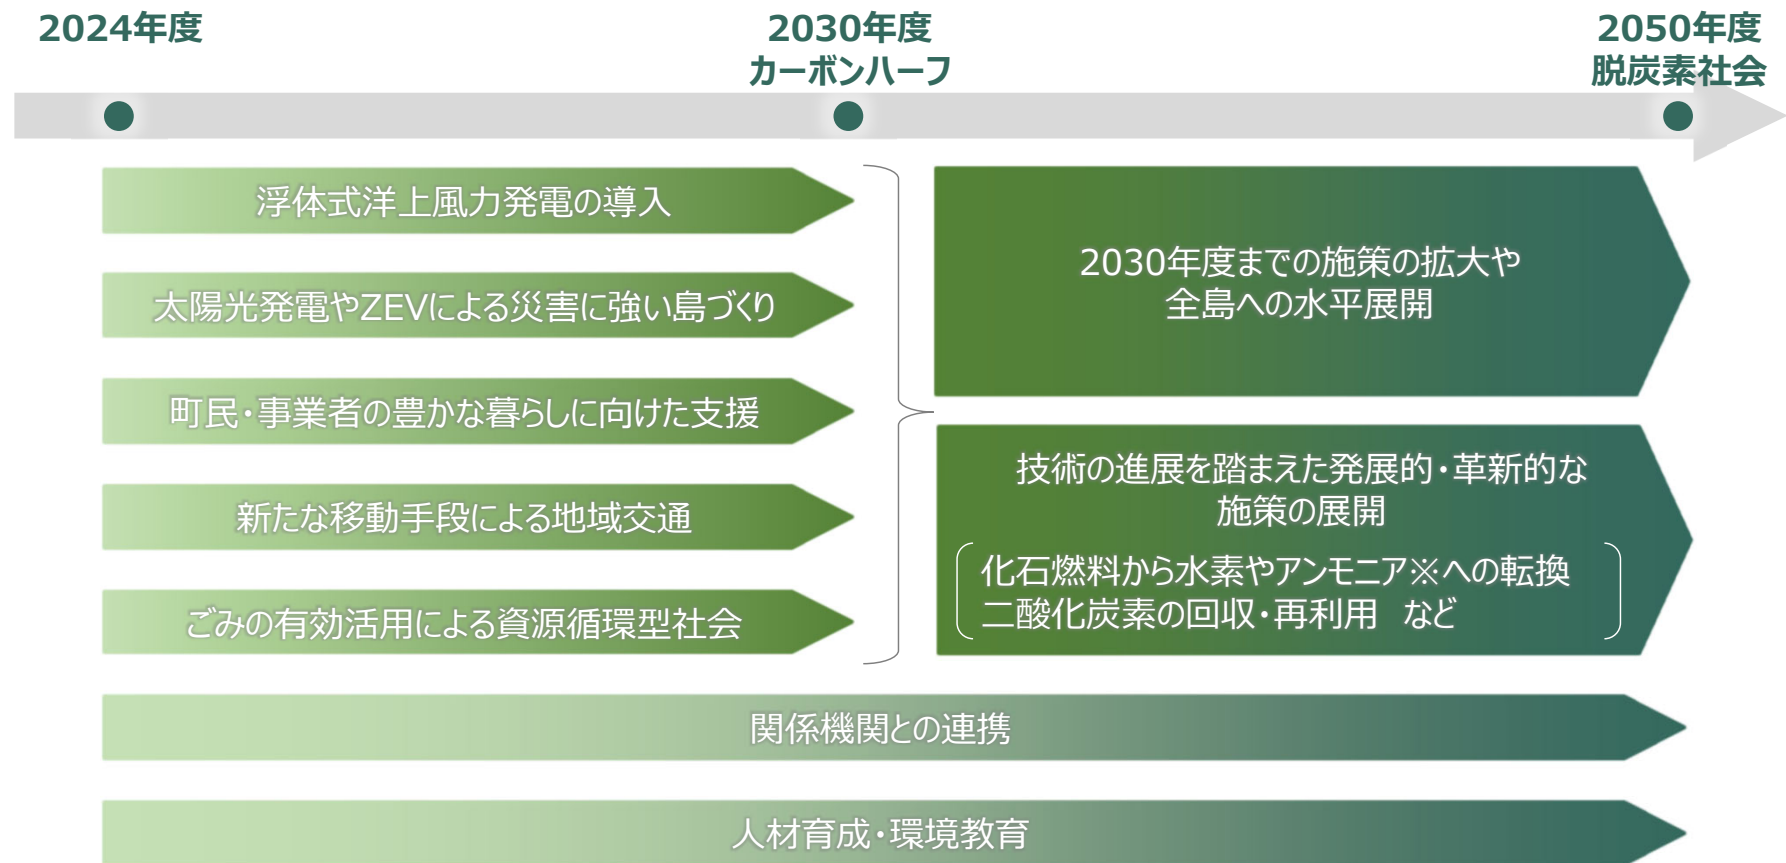 2024年度
2030年度
カーボンハーフ
2050年度
脱炭素社会
浮体式洋上風力発電の導入
太陽光発電やZEVによる災害に強い島づくり
町民・事業者の豊かな暮らしに向けた支援
新たな移動手段による地域交通
ごみの有効活用による資源循環型社会
2030年度までの施策の拡大や
全島への水平展開
技術の進展を踏まえた発展的・革新的な
施策の展開
化石燃料から水素やアンモニア※への転換
二酸化炭素の回収・再利用　など
関係機関との連携
人材育成・環境教育